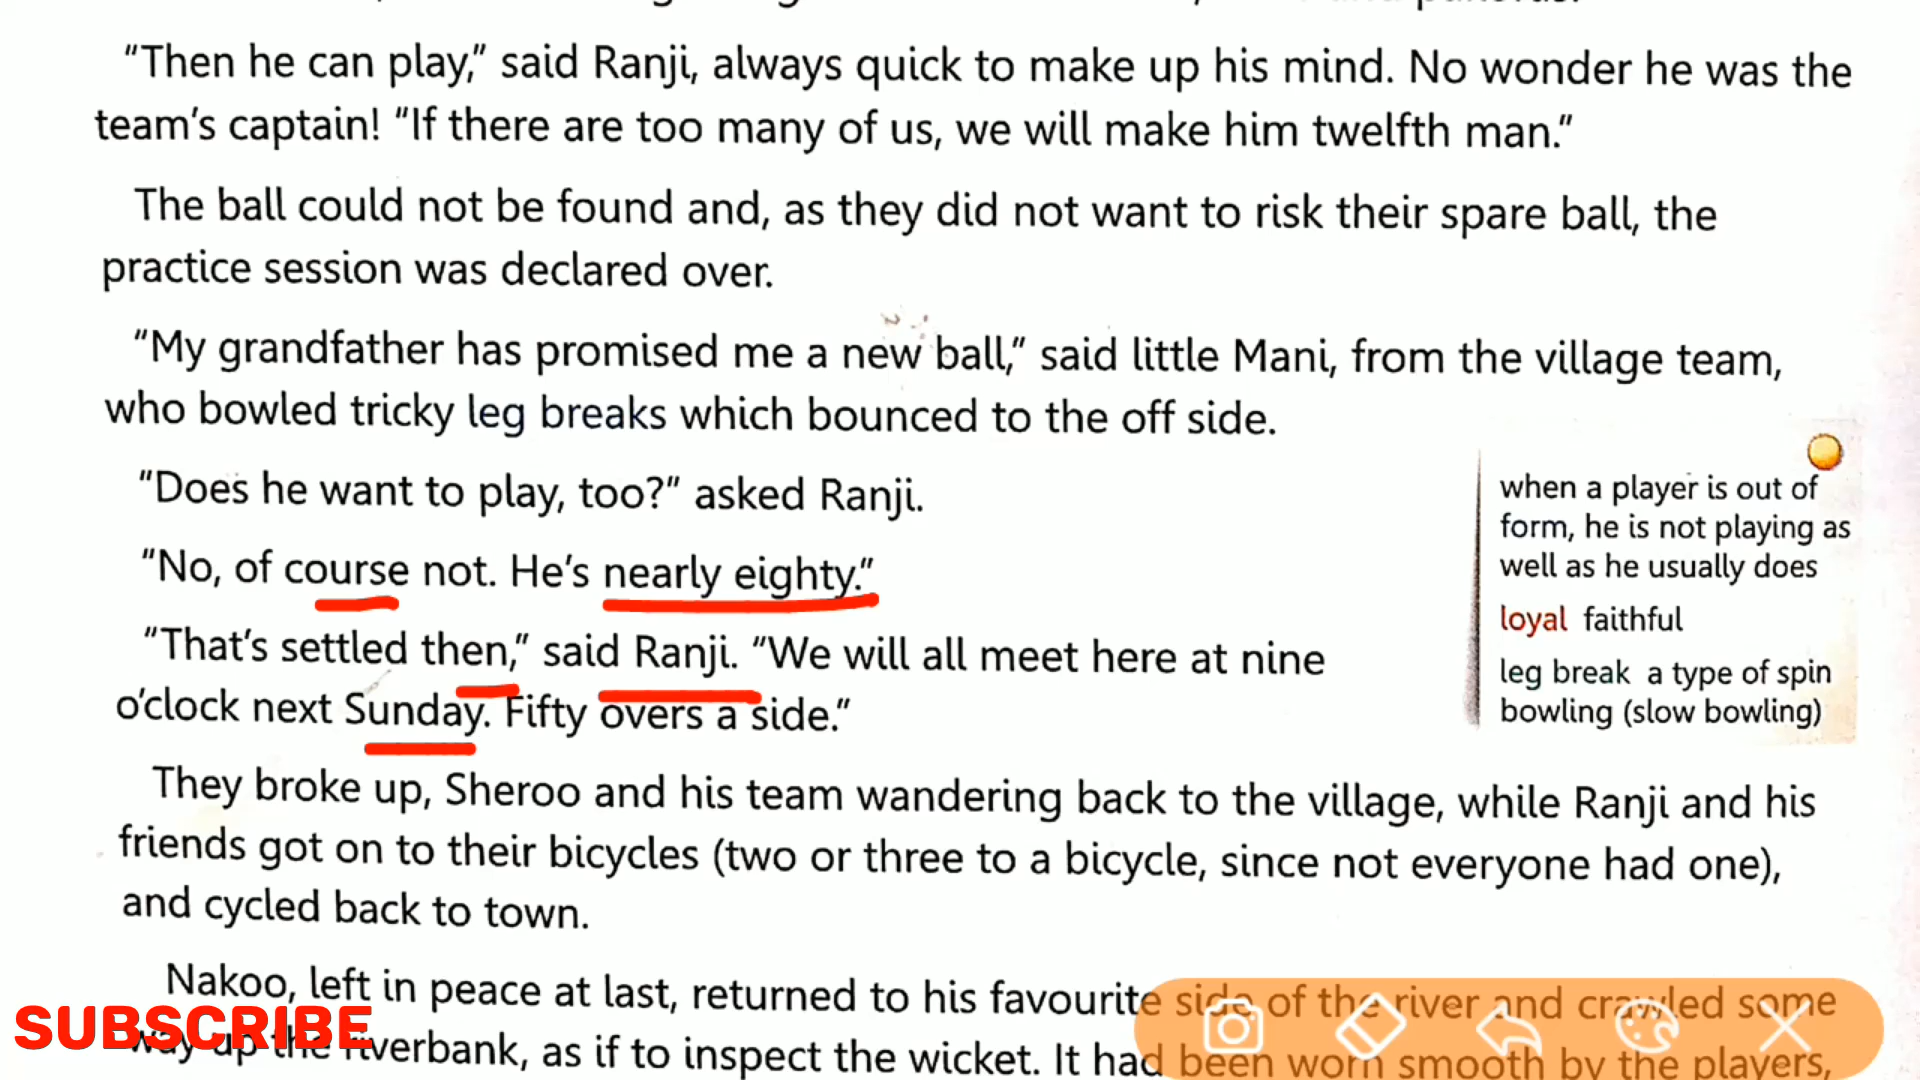 "Then he can play," said Ranji, always quick to make up his mind. No wonder he was the
team's captain! "If there are too many of us, we will make him twelfth man."
The ball could not be found and, as they did not want to risk their spare ball, the
practice session was declared over.
"My grandfather has promised me a new ball," said little Mani, from the village team,
who bowled tricky leg breaks which bounced to the off side.
"Does he want to play, too?" asked Ranji.
"No, of course not. He's nearly eighty."
"That's settled then," said Ranji. "We will all meet here at nine
o'clock next Sunday. Fifty overs a side."
when a player is out of
form, he is not playing as
well as he usually does
loyal faithful
leg break a type of spin
bowling (slow bowling)
They broke up, Sheroo and his team wandering back to the village, while Ranji and his
friends got on to their bicycles (two or three to a bicycle, since not everyone had one),
and cycled back to town.
Nakoo, left in peace at last, returned to his favourite side of the river and crawled some
way up the riverbank, as if to inspect the wicket. It had been worn smooth by the players,
SUBSCRIBE